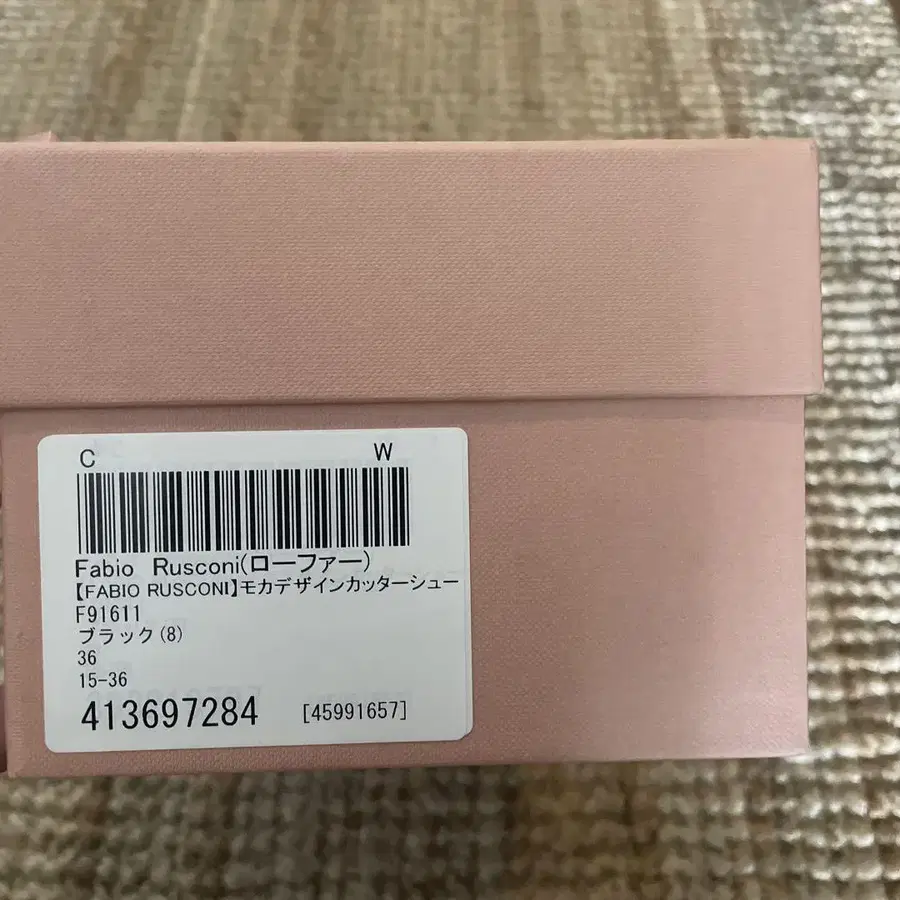 C W
Fabio Rusconi(ローファー)
【FABIO RUSCONI】モカデザインカッターシュー
F91611
ブラック(8)
36
15-36
413697284 [45991657]